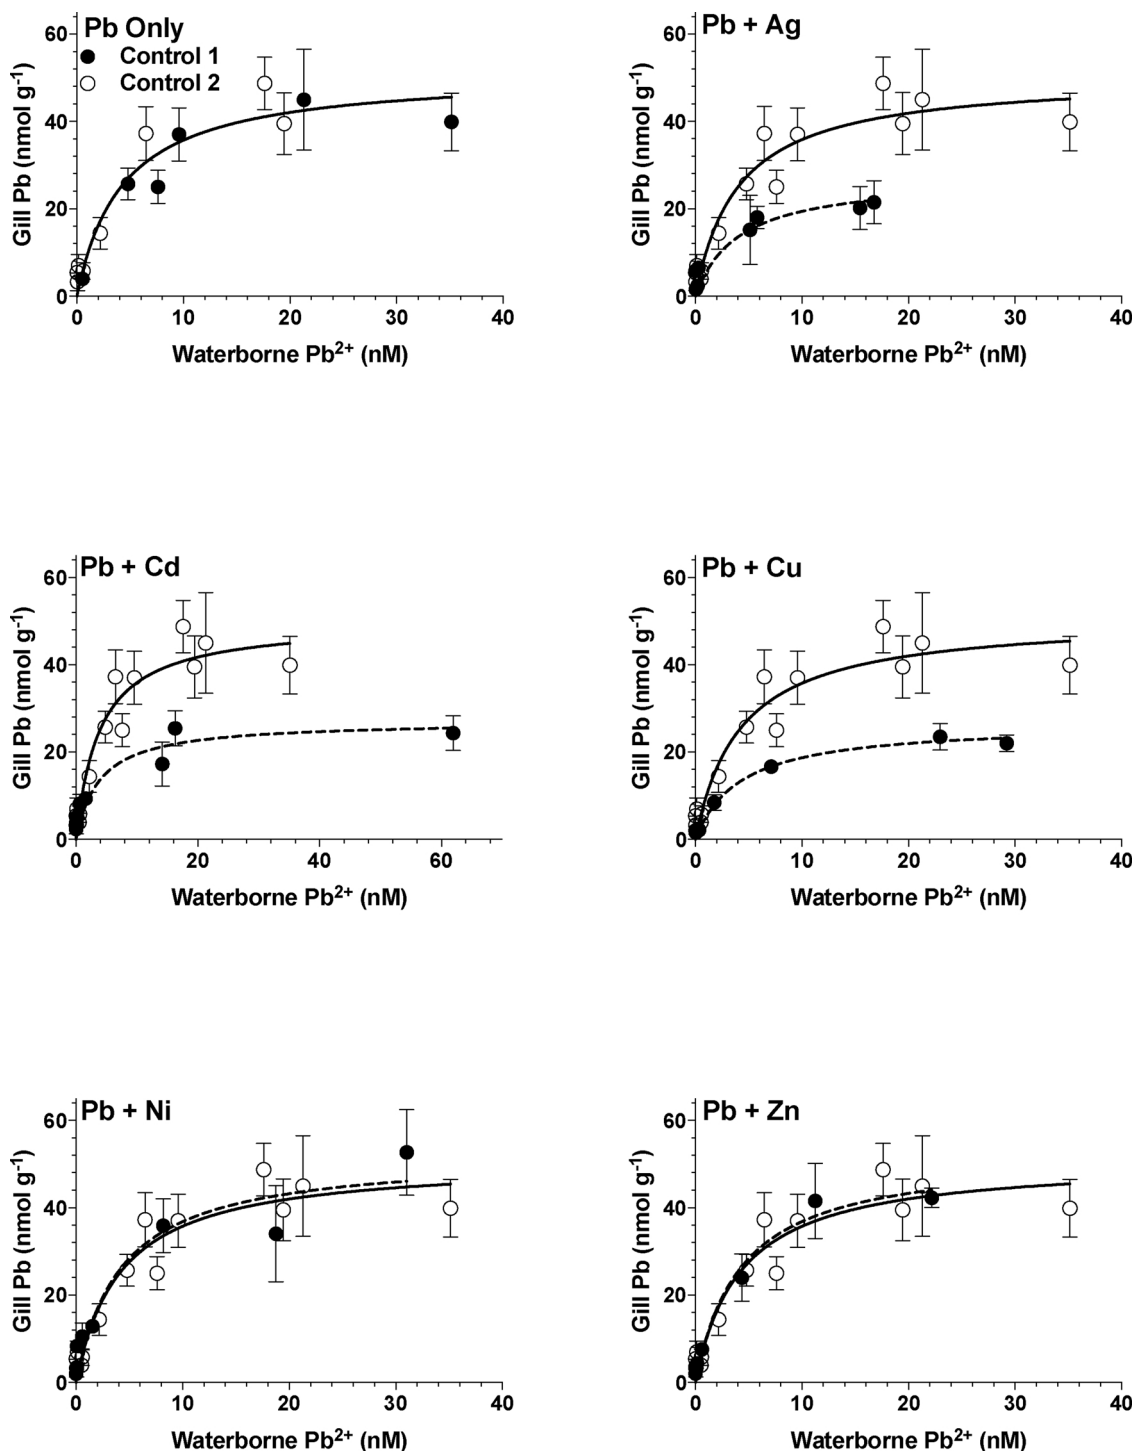 Pb Only
Control 1
Control 2
60
40
20
0
0 10 20 30 40
Gill Pb (nmol g⁻¹)
Waterborne Pb²⁺ (nM)
Pb + Ag
60
40
20
0
0 10 20 30 40
Gill Pb (nmol g⁻¹)
Waterborne Pb²⁺ (nM)
Pb + Cd
60
40
20
0
0 20 40 60
Gill Pb (nmol g⁻¹)
Waterborne Pb²⁺ (nM)
Pb + Cu
60
40
20
0
0 10 20 30 40
Gill Pb (nmol g⁻¹)
Waterborne Pb²⁺ (nM)
Pb + Ni
60
40
20
0
0 10 20 30 40
Gill Pb (nmol g⁻¹)
Waterborne Pb²⁺ (nM)
Pb + Zn
60
40
20
0
0 10 20 30 40
Gill Pb (nmol g⁻¹)
Waterborne Pb²⁺ (nM)